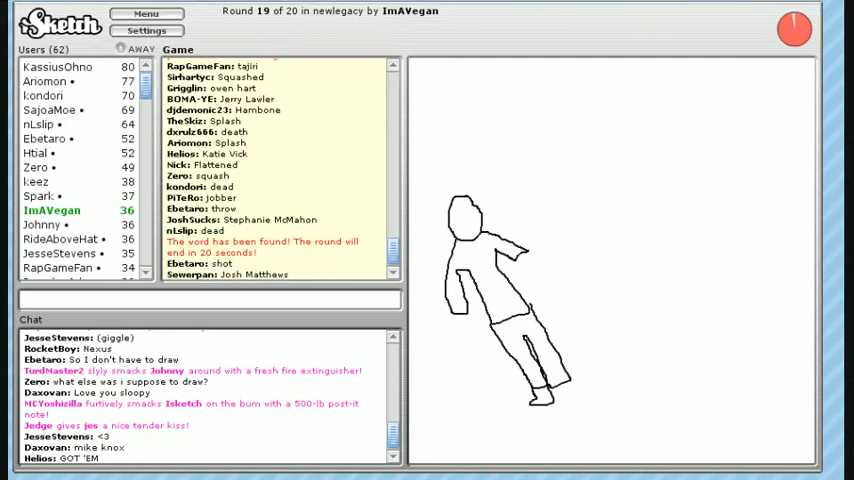 iSketch
Menu
Settings
Round 19 of 20 in newlegacy by ImAVegan
Users (62)
AWAY
Game
KassiusOhno 80
Ariomon • 77
kondori 70
SajoaMoe • 69
nLslip • 64
Ebetaro • 52
Htial • 52
Zero • 49
keez 38
Spark • 37
ImAVegan 36
Johnny • 36
RideAboveHat • 36
JesseStevens • 35
RapGameFan • 34
RapGameFan: tajiri
Sirhartyc: Squashed
Grigglin: owen hart
BOMA-YE: Jerry Lawler
djdemonic23: Hambone
TheSkiz: Splash
dxrulz666: death
Ariomon: Splash
Helios: Katie Vick
Nick: Flattened
Zero: squash
kondori: dead
PiTeRo: jobber
Ebetaro: throw
JoshSucks: Stephanie McMahon
nLslip: dead
The word has been found! The round will
end in 20 seconds!
Ebetaro: shot
Sewerpan: Josh Matthews
Chat
JesseStevens: (giggle)
RocketBoy: Nexus
Ebetaro: So I don't have to draw
TurdMaster2 slyly smacks Johnny around with a fresh fire extinguisher!
Zero: what else was i suppose to draw?
Daxovan: Love you sloopy
MCYoshizilla furtively smacks Isketch on the bum with a 500-lb post-it
note!
Jedge gives jes a nice tender kiss!
JesseStevens: <3
Daxovan: mike knox
Helios: GOT 'EM